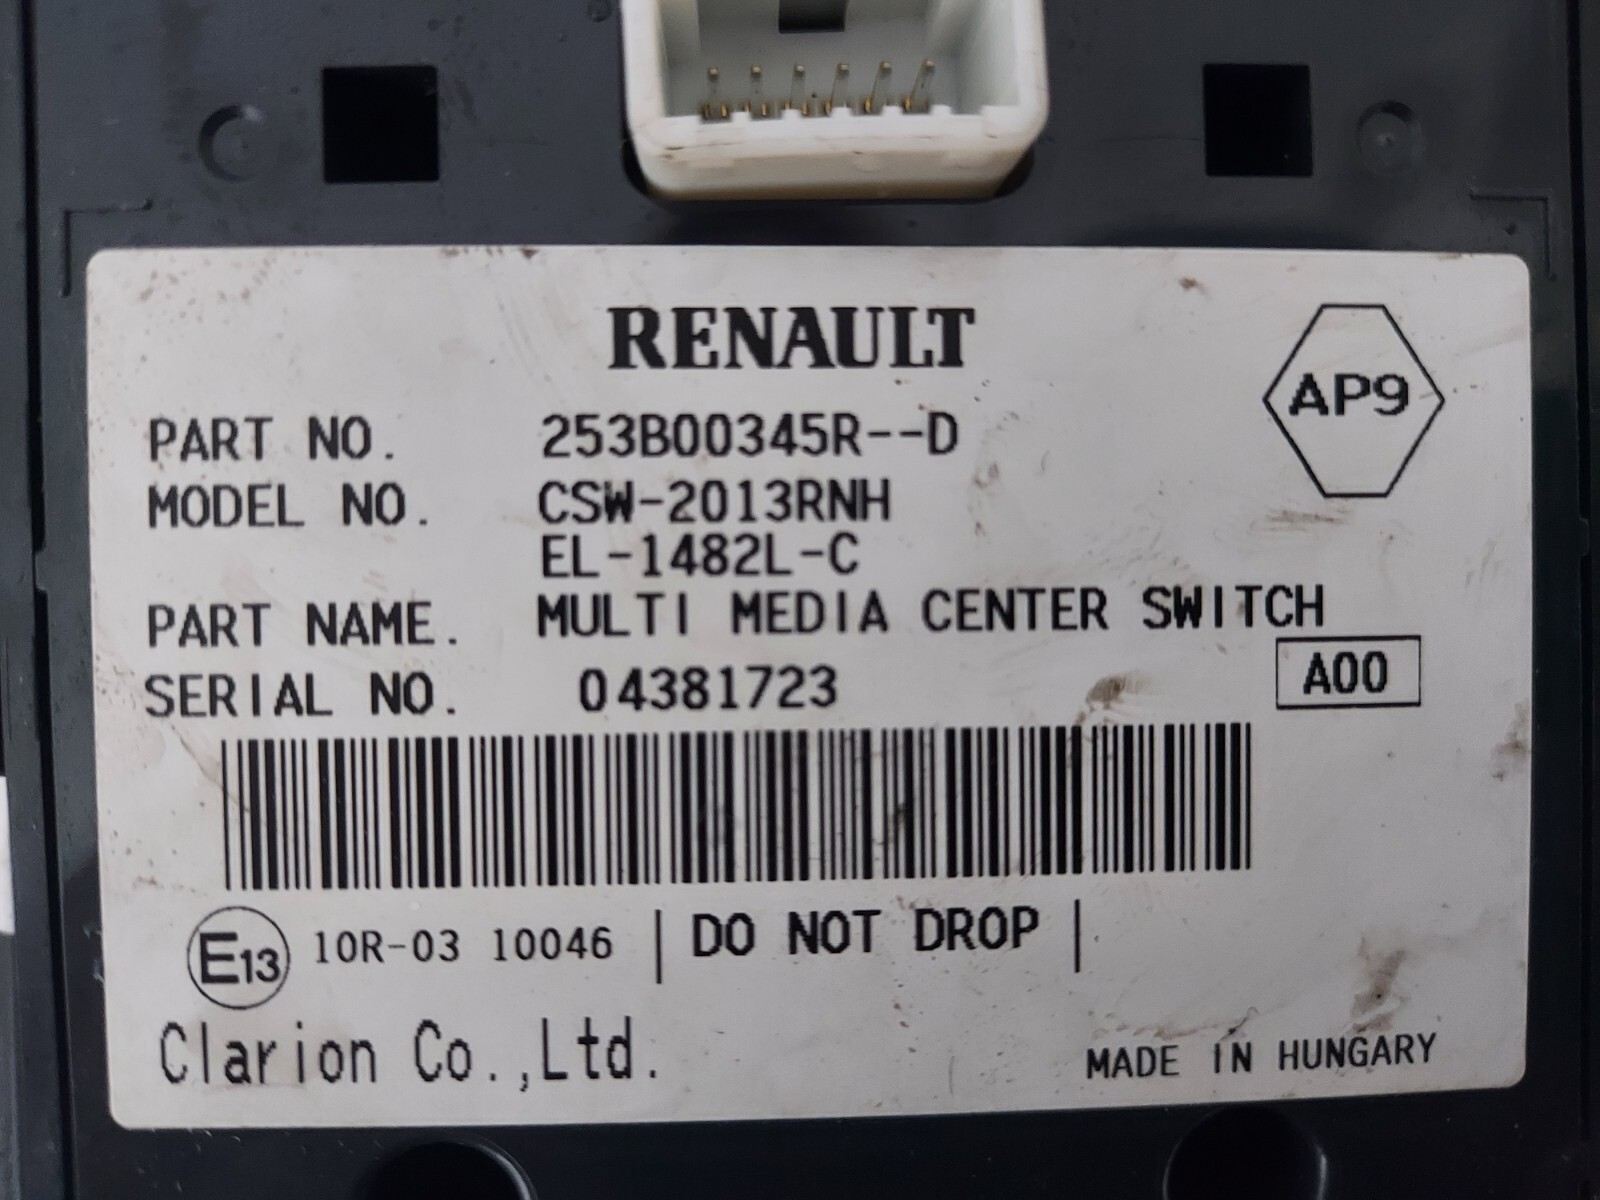 RENAULT
AP9
PART NO. 253B00345R--D
MODEL NO. CSW-2013RNH
EL-1482L-C
PART NAME. MULTI MEDIA CENTER SWITCH
SERIAL NO. 04381723
A00
E13 10R-03 10046 | DO NOT DROP |
Clarion Co.,Ltd.
MADE IN HUNGARY